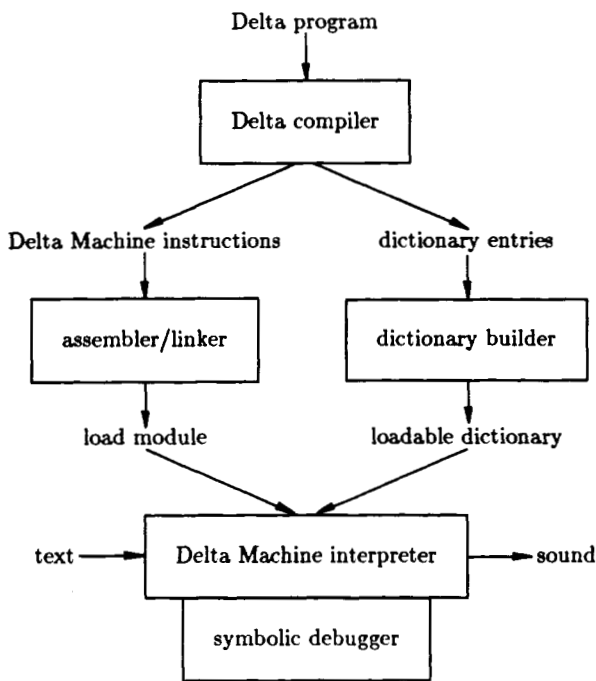 Delta program
Delta compiler
Delta Machine instructions
dictionary entries
assembler/linker
dictionary builder
load module
loadable dictionary
text
Delta Machine interpreter
sound
symbolic debugger